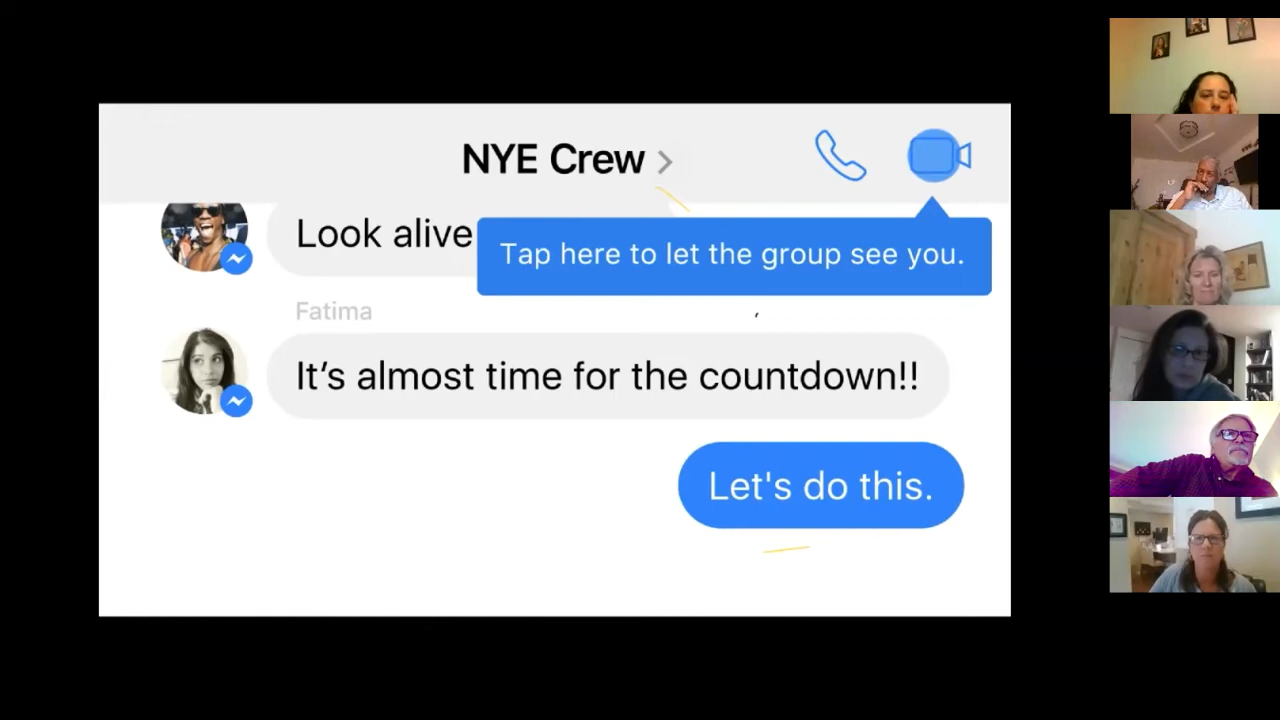 NYE Crew >
Look alive
Tap here to let the group see you.
Fatima
It’s almost time for the countdown!!
Let's do this.